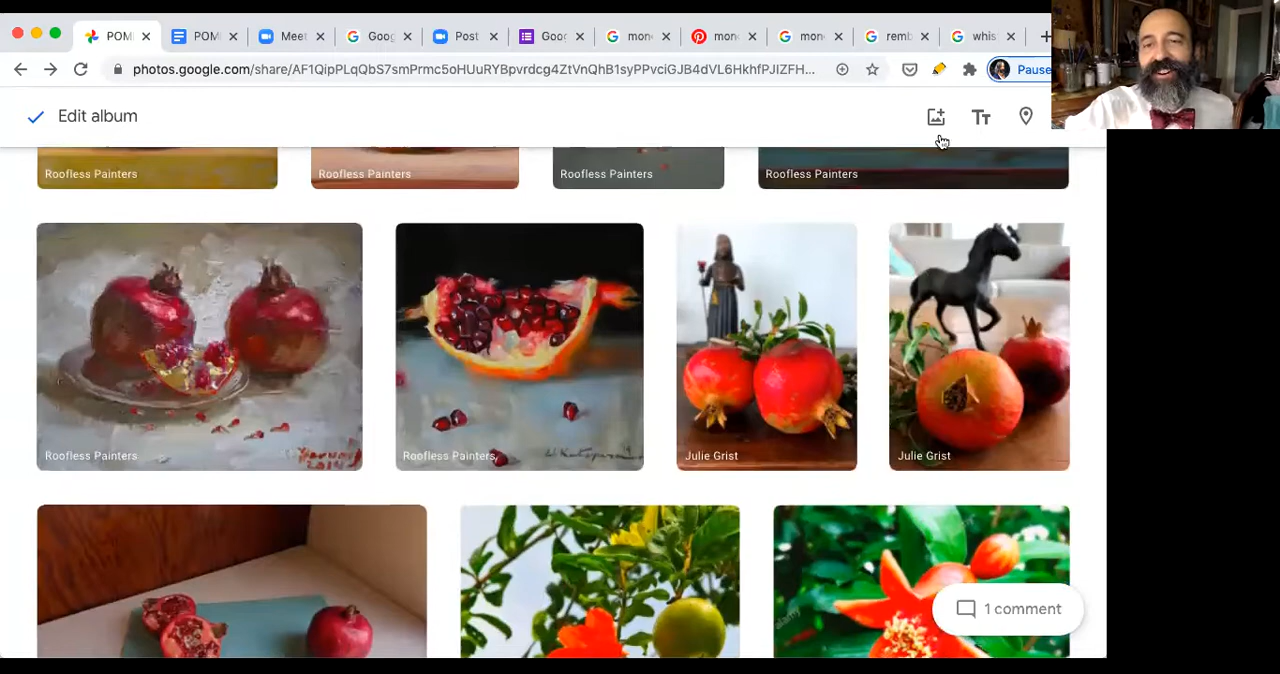 POM
POM
Meet
Goog
Post
Goog
mon
mon
mon
remb
whis
photos.google.com/share/AF1QipPLqQbS7smPrmc5oHUuRYBpvrdcg4ZtVnQhB1syPPvciGJB4dVL6HkhfPJIZFH...
Pause
Edit album
Roofless Painters
Roofless Painters
Roofless Painters
Roofless Painters
Roofless Painters
Roofless Painters
Julie Grist
Julie Grist
1 comment
alamy